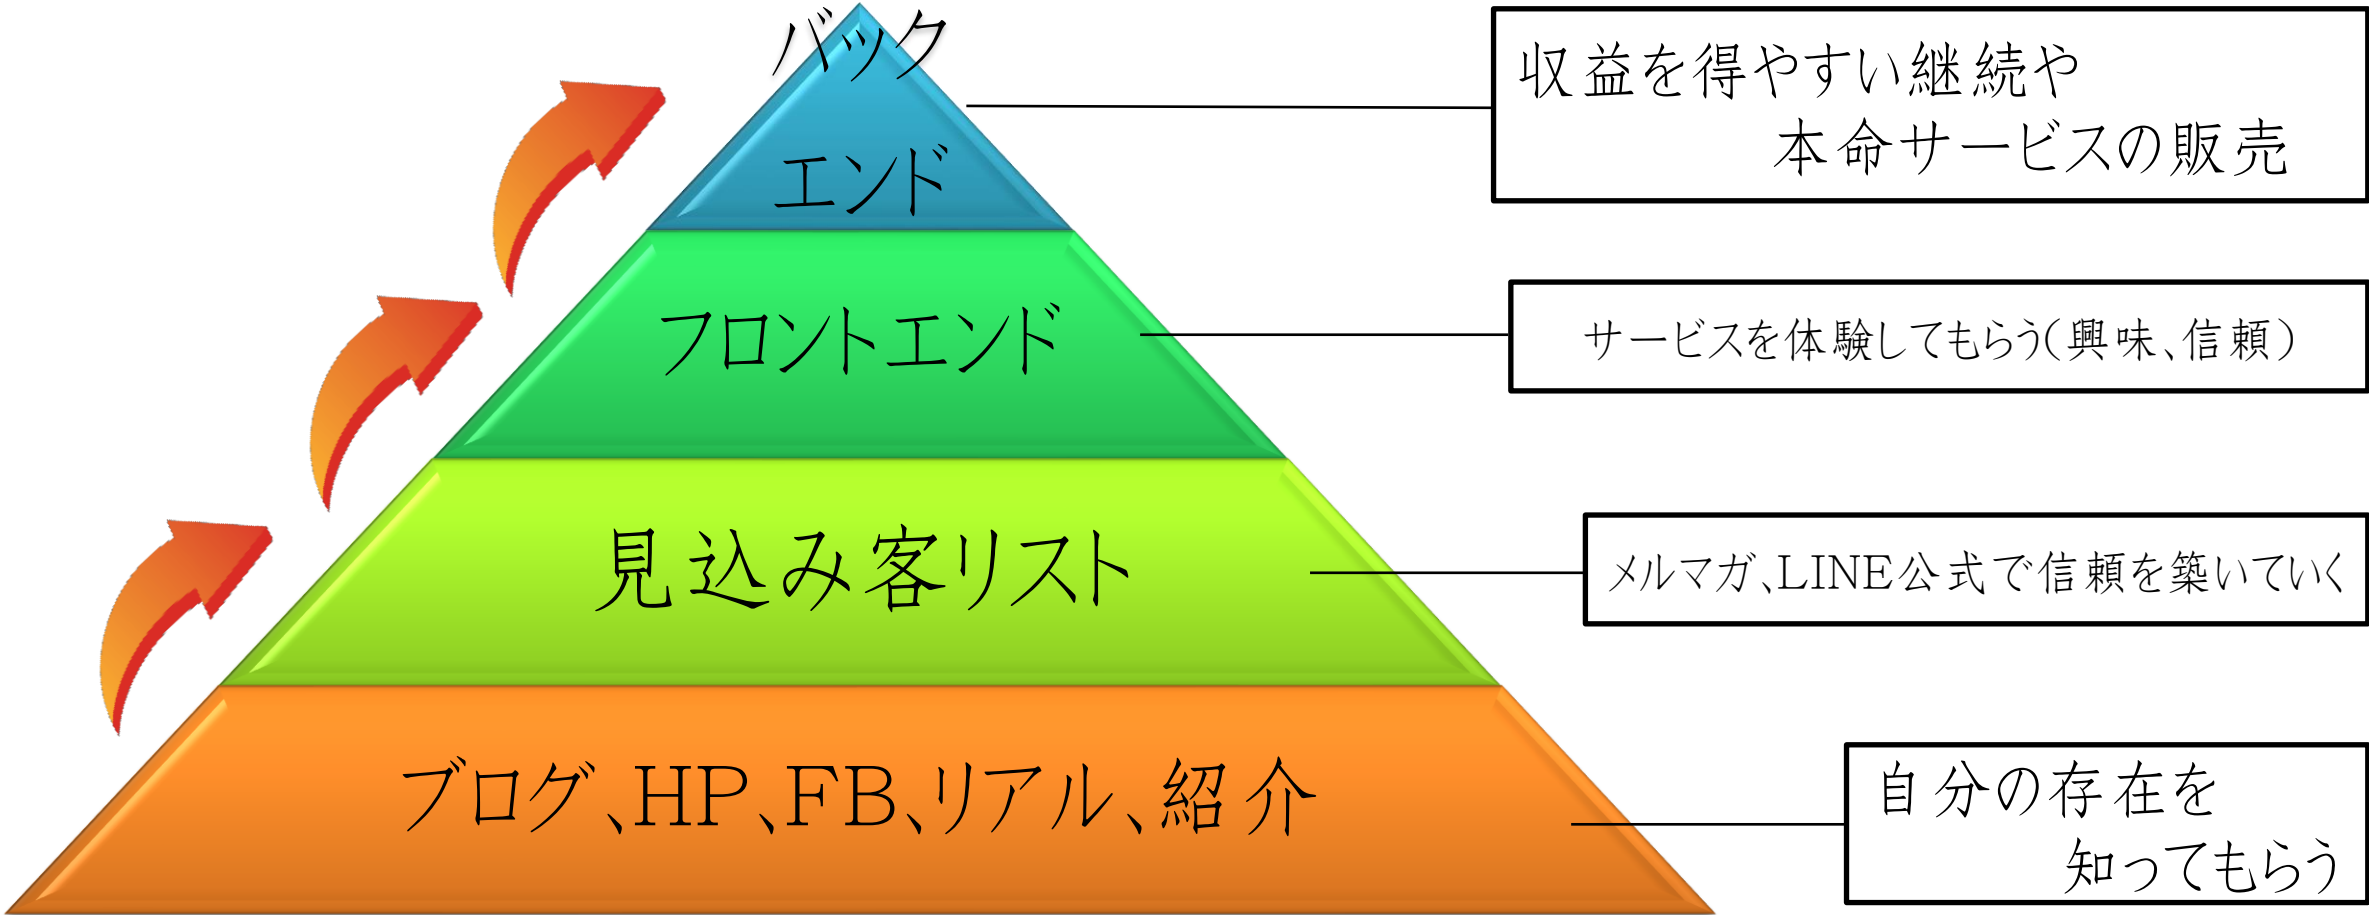 バック
エンド
収益を得やすい継続や
本命サービスの販売
フロントエンド
サービスを体験してもらう(興味、信頼)
見込み客リスト
メルマガ、LINE公式で信頼を築いていく
ブログ、HP、FB、リアル、紹介
自分の存在を
知ってもらう